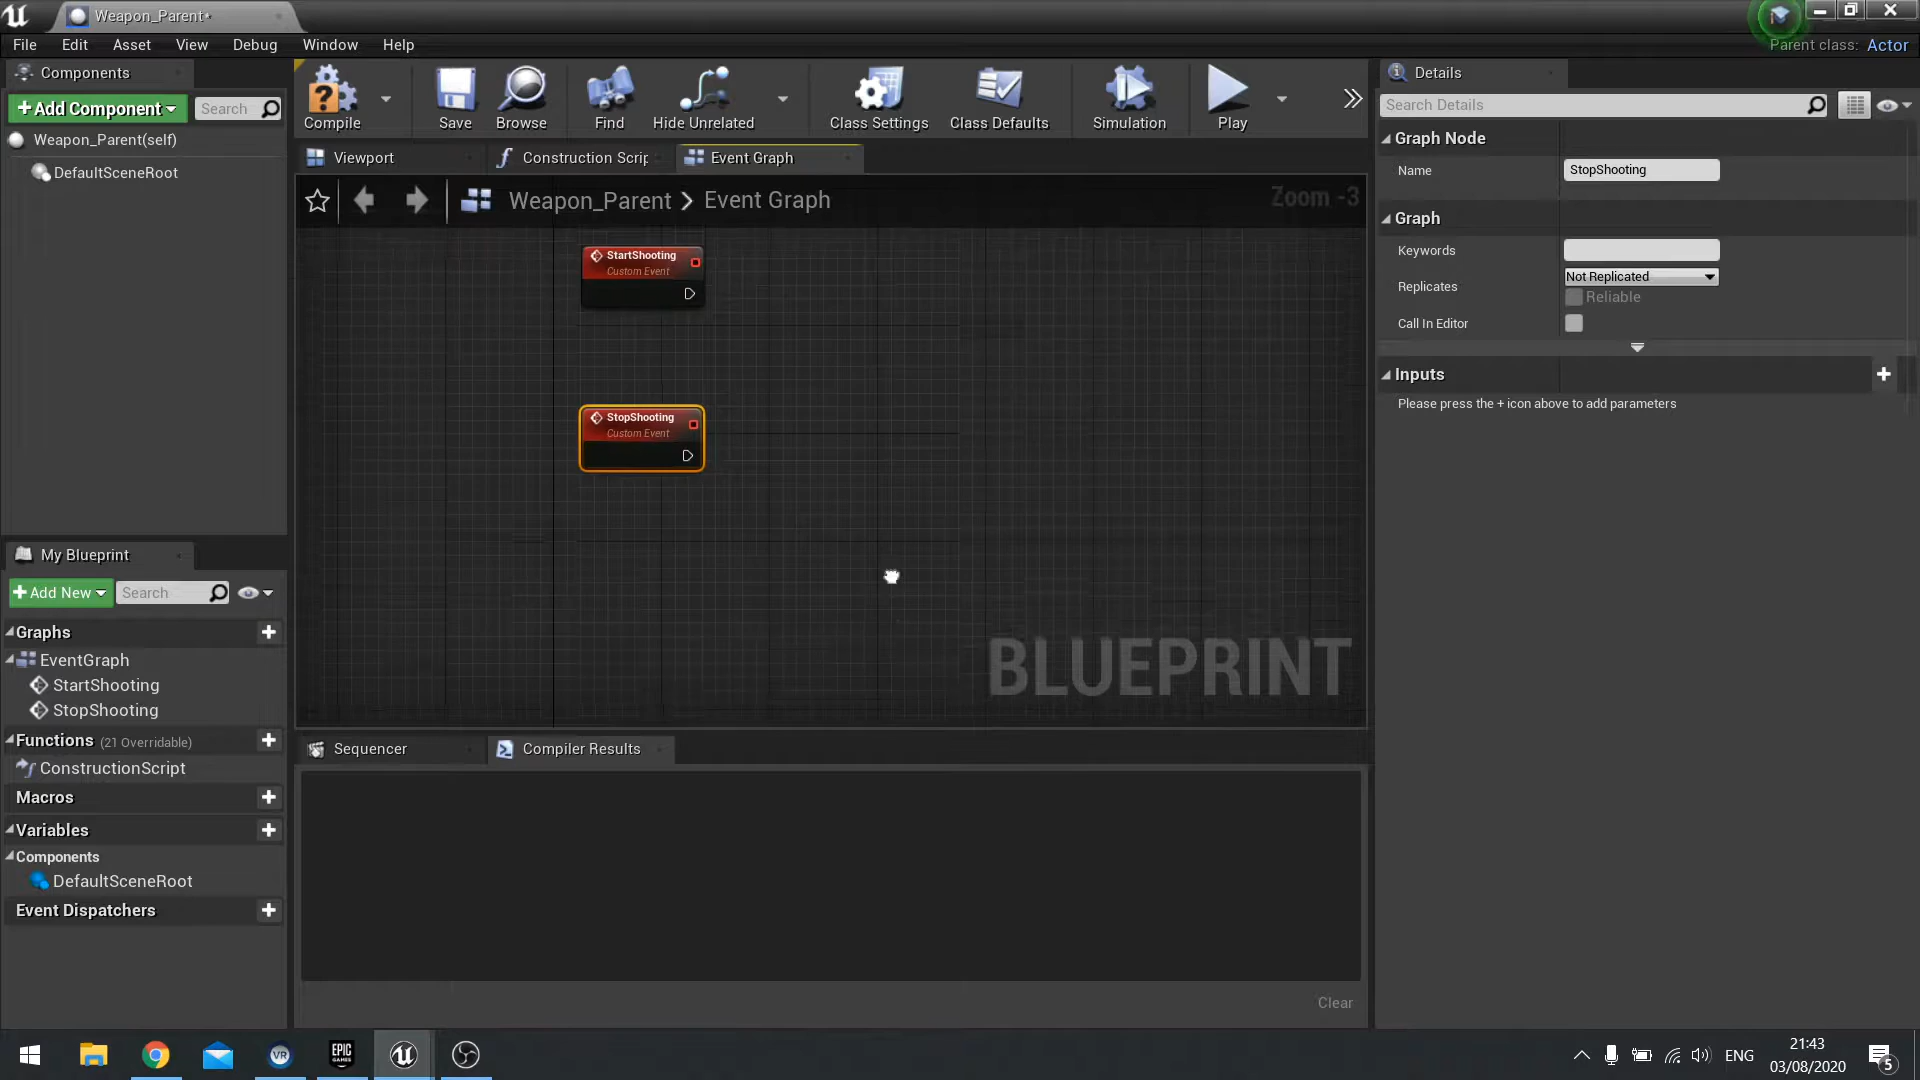 Weapon_Parent*
File Edit Asset View Debug Window Help
Parent class: Actor
Components
Add Component
Search
Weapon_Parent(self)
DefaultSceneRoot
Compile
Save
Browse
Find
Hide Unrelated
Class Settings
Class Defaults
Simulation
Play
Viewport
Construction Scrip
Event Graph
Weapon_Parent > Event Graph
Zoom -3
StartShooting
Custom Event
StopShooting
Custom Event
BLUEPRINT
Details
Search Details
Graph Node
Name StopShooting
Graph
Keywords
Replicates Not Replicated
Reliable
Call In Editor
Inputs
Please press the + icon above to add parameters
My Blueprint
Add New
Search
Graphs
EventGraph
StartShooting
StopShooting
Functions (21 Overridable)
ConstructionScript
Macros
Variables
Components
DefaultSceneRoot
Event Dispatchers
Sequencer
Compiler Results
Clear
VR
EPIC
GAMES
ENG
21:43
03/08/2020
5